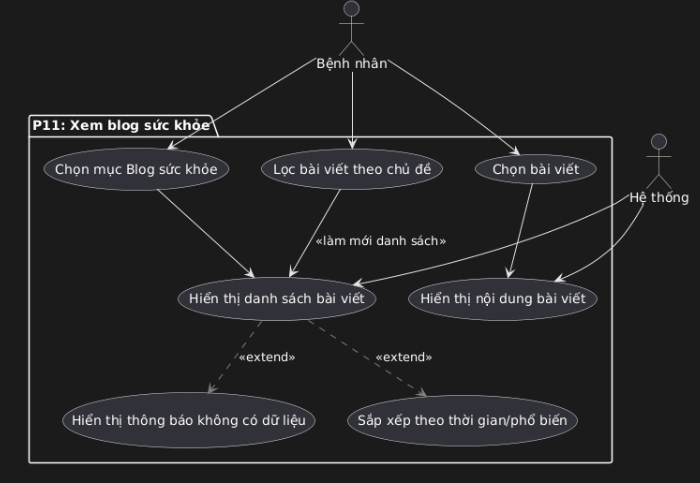 Bệnh nhân
P11: Xem blog sức khỏe
Chọn mục Blog sức khỏe
Lọc bài viết theo chủ đề
Chọn bài viết
Hệ thống
«làm mới danh sách»
Hiển thị danh sách bài viết
Hiển thị nội dung bài viết
«extend»
«extend»
Hiển thị thông báo không có dữ liệu
Sắp xếp theo thời gian/phổ biến